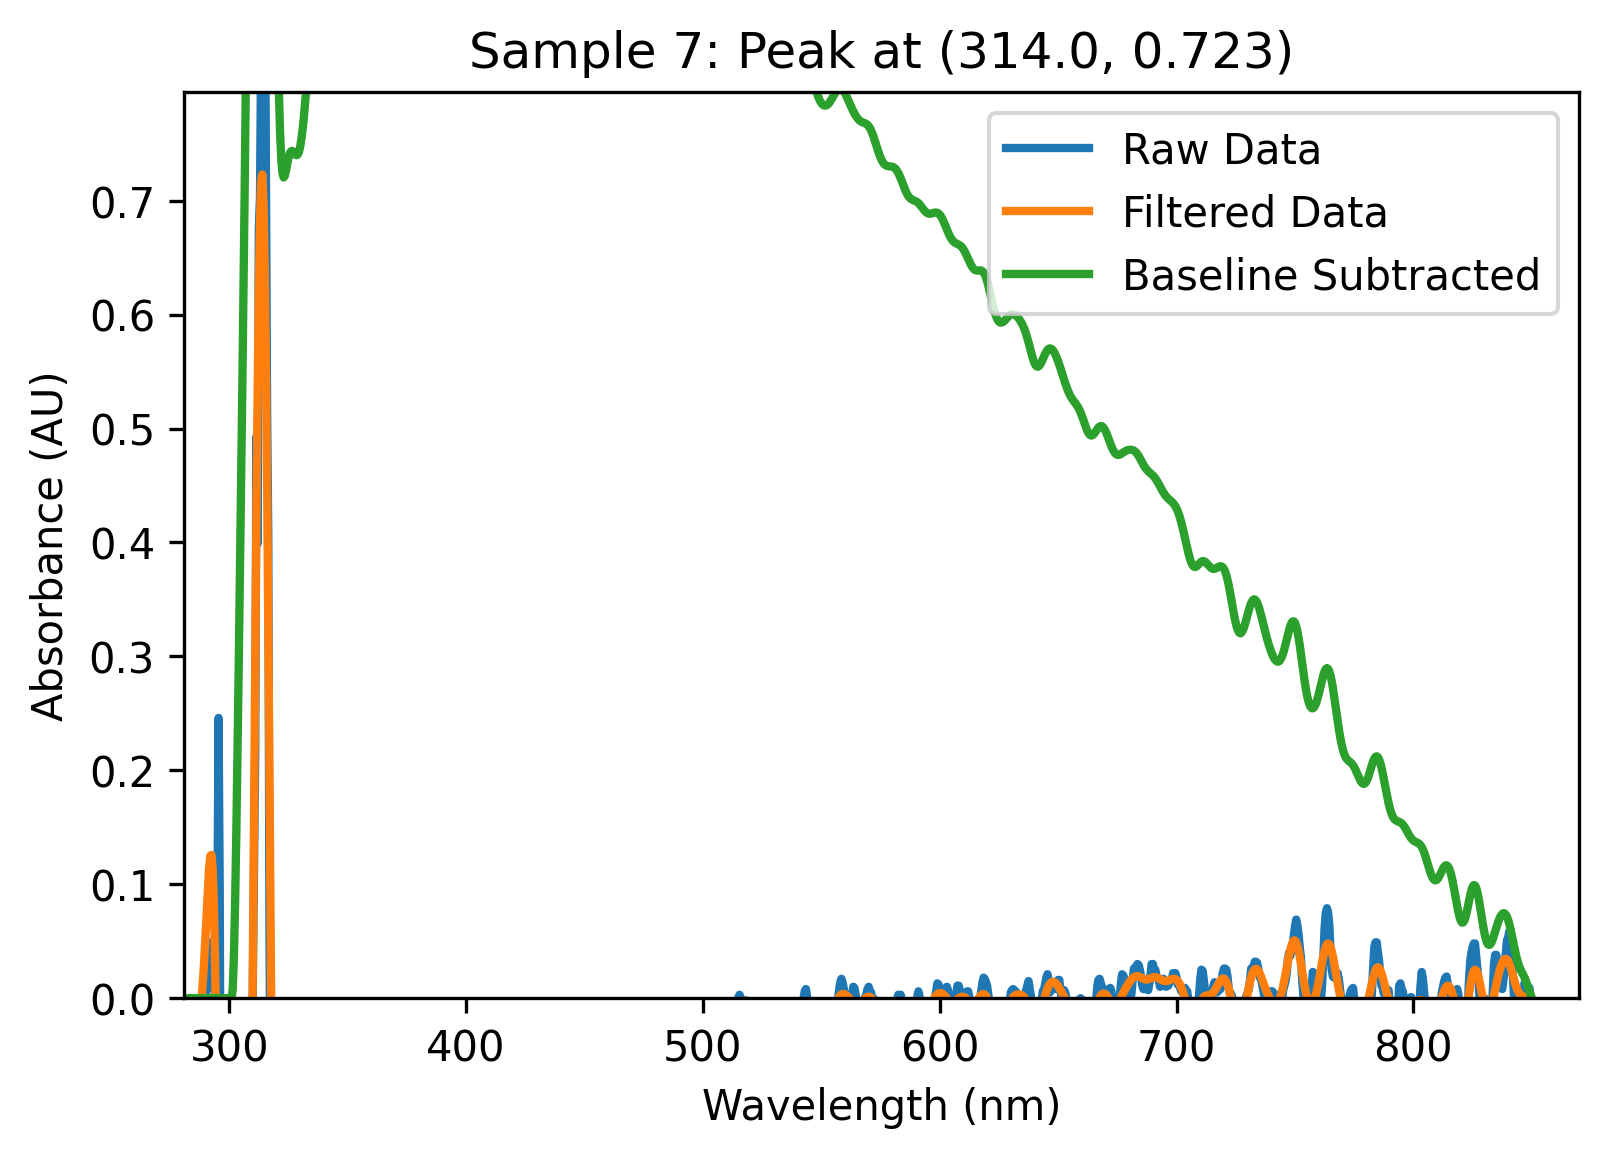 Sample 7: Peak at (314.0, 0.723)
Raw Data
Filtered Data
Baseline Subtracted
Absorbance (AU)
0.7
0.6
0.5
0.4
0.3
0.2
0.1
0.0
300 400 500 600 700 800
Wavelength (nm)